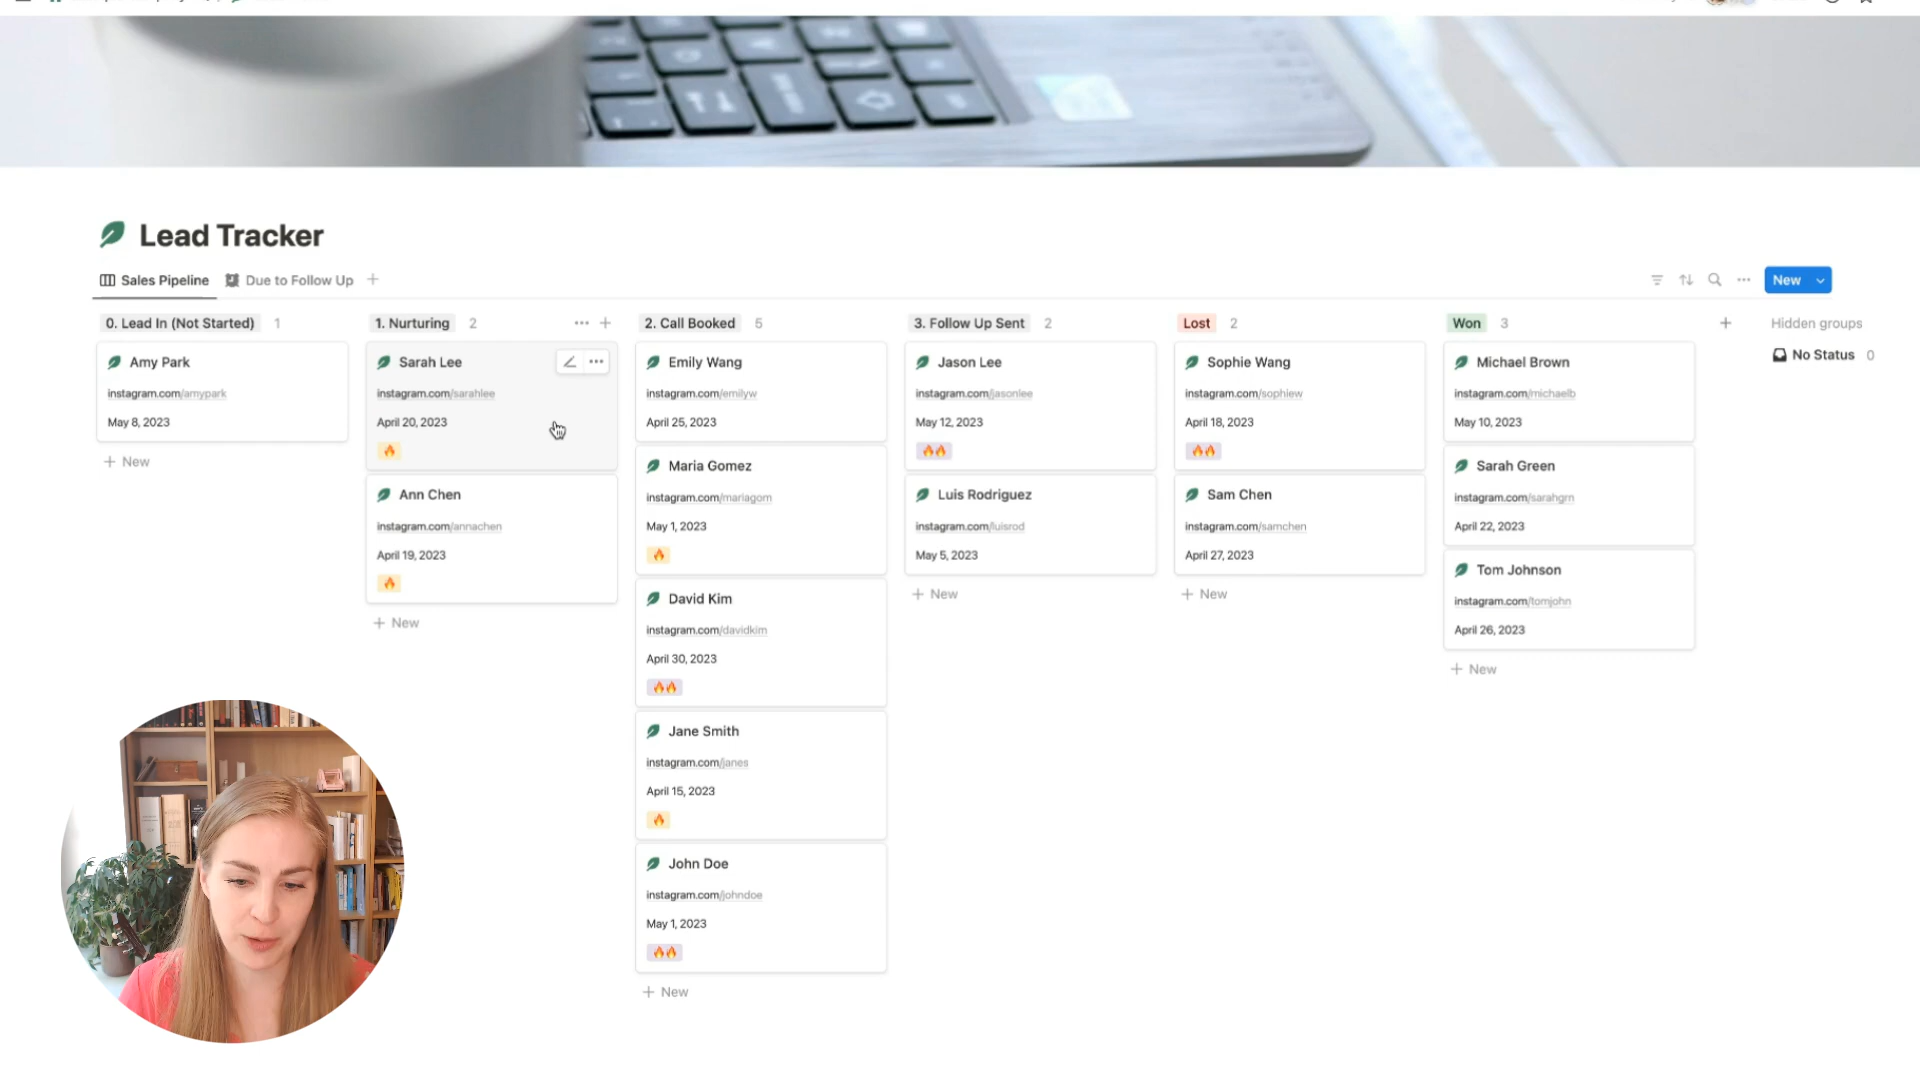 Lead Tracker
Sales Pipeline
Due to Follow Up
New
0. Lead In (Not Started) 1
Amy Park
instagram.com/amypark
May 8, 2023
New
1. Nurturing 2
Sarah Lee
instagram.com/sarahlee
April 20, 2023
Ann Chen
instagram.com/annachen
April 19, 2023
New
2. Call Booked 5
Emily Wang
instagram.com/emilyw
April 25, 2023
Maria Gomez
instagram.com/mariagom
May 1, 2023
David Kim
instagram.com/davidkim
April 30, 2023
Jane Smith
instagram.com/janes
April 15, 2023
John Doe
instagram.com/johndoe
May 1, 2023
New
3. Follow Up Sent 2
Jason Lee
instagram.com/jasonlee
May 12, 2023
Luis Rodriguez
instagram.com/luisrod
May 5, 2023
New
Lost 2
Sophie Wang
instagram.com/sophiew
April 18, 2023
Sam Chen
instagram.com/samchen
April 27, 2023
New
Won 3
Michael Brown
instagram.com/michaelb
May 10, 2023
Sarah Green
instagram.com/sarahgrn
April 22, 2023
Tom Johnson
instagram.com/tomjohn
April 26, 2023
New
Hidden groups
No Status 0